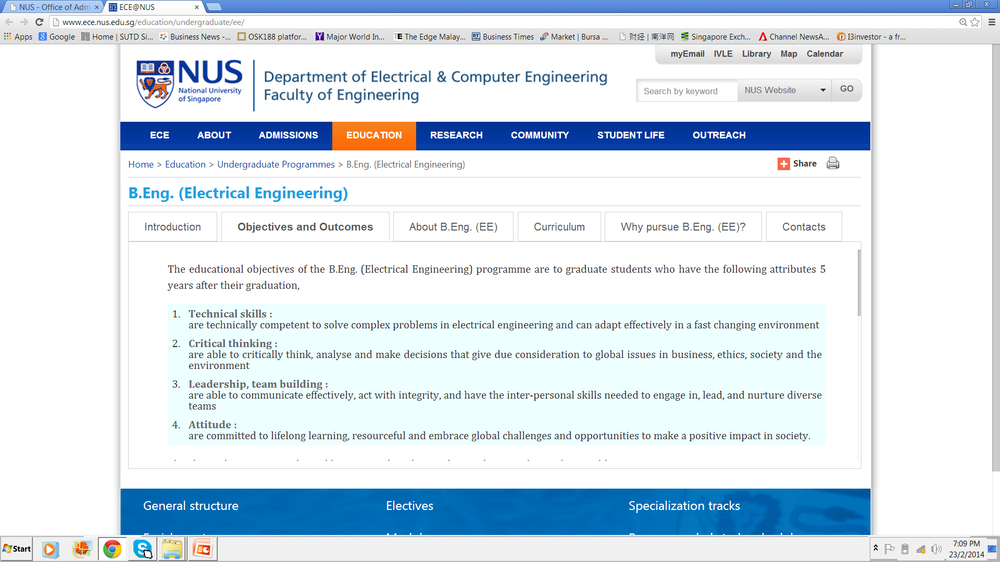 NUS - Office of Adm
ECE@NUS
www.ece.nus.edu.sg/education/undergraduate/ee/
Apps Google Home | SUTD Si... Business News -... OSK188 platfor... Major World In... The Edge Malay... Business Times Market | Bursa ... 财经 | 南洋网 Singapore Exch... Channel NewsA... I3investor - a fr...
myEmail IVLE Library Map Calendar
NUS
National University
of Singapore
Department of Electrical & Computer Engineering
Faculty of Engineering
Search by keyword NUS Website GO
ECE ABOUT ADMISSIONS EDUCATION RESEARCH COMMUNITY STUDENT LIFE OUTREACH
Home > Education > Undergraduate Programmes > B.Eng. (Electrical Engineering)
Share
B.Eng. (Electrical Engineering)
Introduction Objectives and Outcomes About B.Eng. (EE) Curriculum Why pursue B.Eng. (EE)? Contacts
The educational objectives of the B.Eng. (Electrical Engineering) programme are to graduate students who have the following attributes 5
years after their graduation,
1. Technical skills :
are technically competent to solve complex problems in electrical engineering and can adapt effectively in a fast changing environment
2. Critical thinking :
are able to critically think, analyse and make decisions that give due consideration to global issues in business, ethics, society and the
environment
3. Leadership, team building :
are able to communicate effectively, act with integrity, and have the inter-personal skills needed to engage in, lead, and nurture diverse
teams
4. Attitude :
are committed to lifelong learning, resourceful and embrace global challenges and opportunities to make a positive impact in society.
General structure Electives Specialization tracks
Start
7:09 PM
23/2/2014